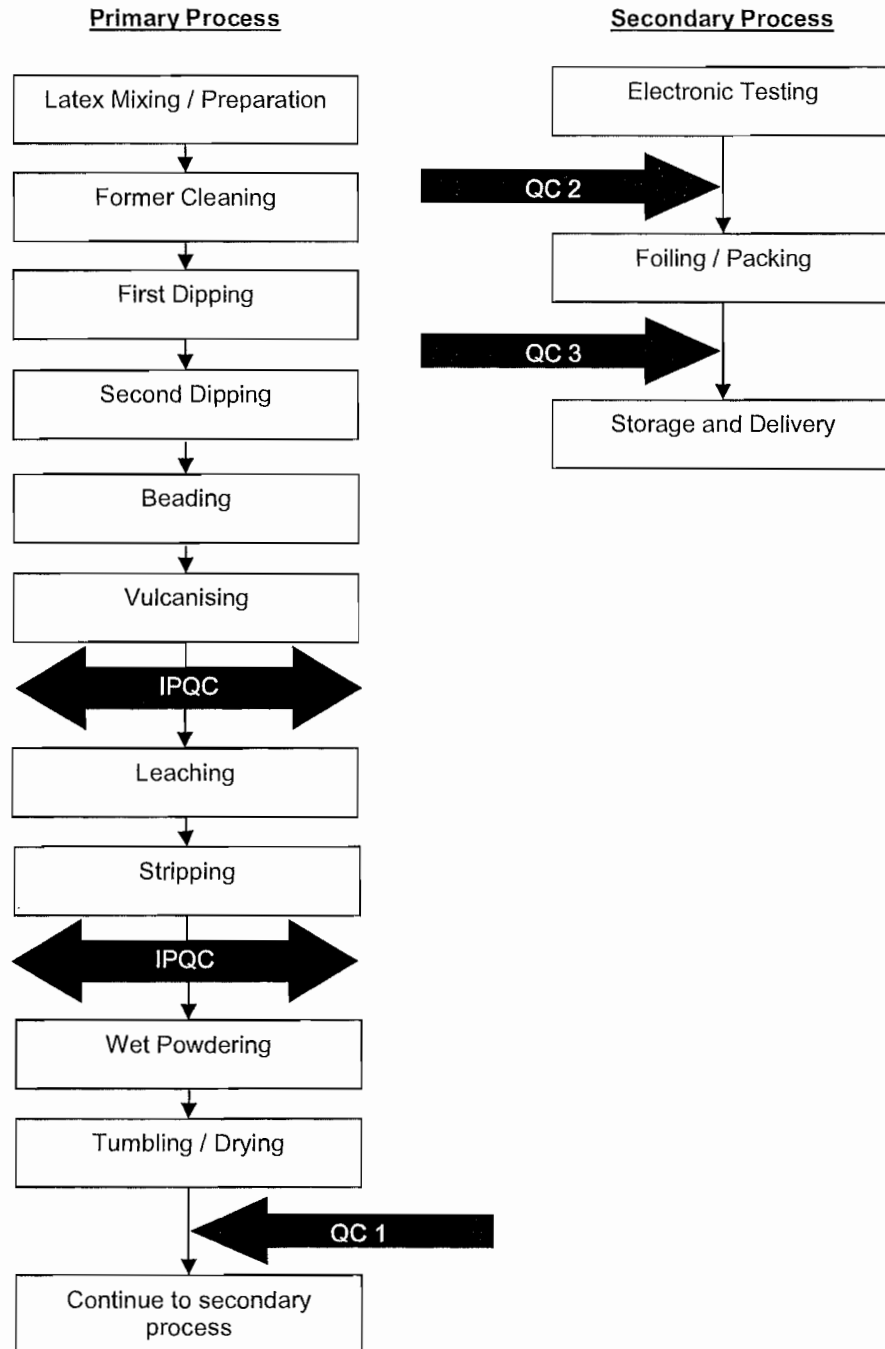 Primary Process
Latex Mixing / Preparation
Former Cleaning
First Dipping
Second Dipping
Beading
Vulcanising
IPQC
Leaching
Stripping
IPQC
Wet Powdering
Tumbling / Drying
QC 1
Continue to secondary
process
Secondary Process
Electronic Testing
QC 2
Foiling / Packing
QC 3
Storage and Delivery